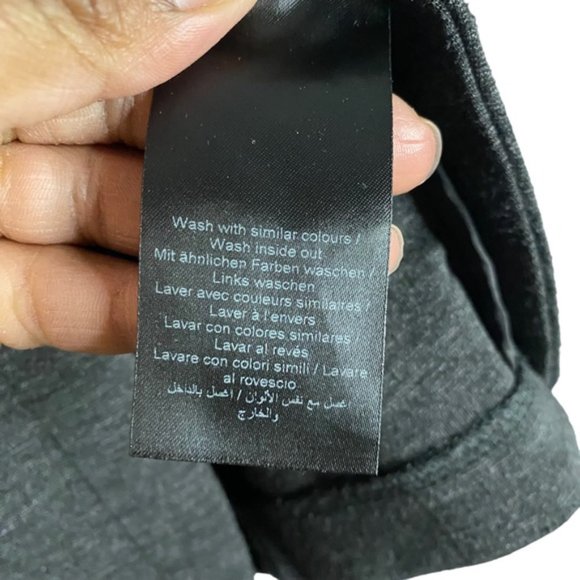 Wash with similar colours /
Wash inside out
Mit ähnlichen Farben waschen /
Links waschen
Laver avec couleurs similaires /
Laver à l'envers
Lavar con colores similares
Lavar al revés
Lavare con colori simili / Lavare
al rovescio
اغسل مع نفس الألوان / اغسل بالداخل
والخارج